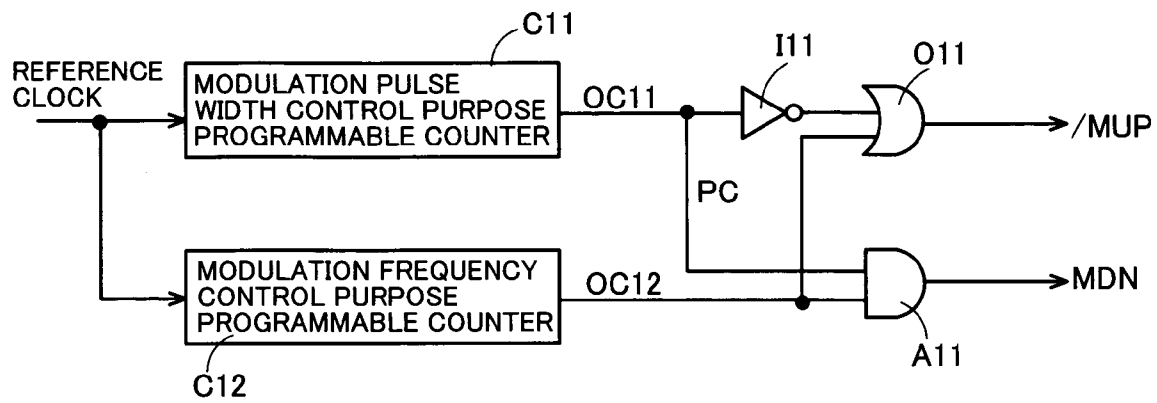 C11
I11
O11
REFERENCE
CLOCK
MODULATION PULSE
WIDTH CONTROL PURPOSE
PROGRAMMABLE COUNTER
OC11
/MUP
PC
MODULATION FREQUENCY
CONTROL PURPOSE
PROGRAMMABLE COUNTER
OC12
MDN
A11
C12